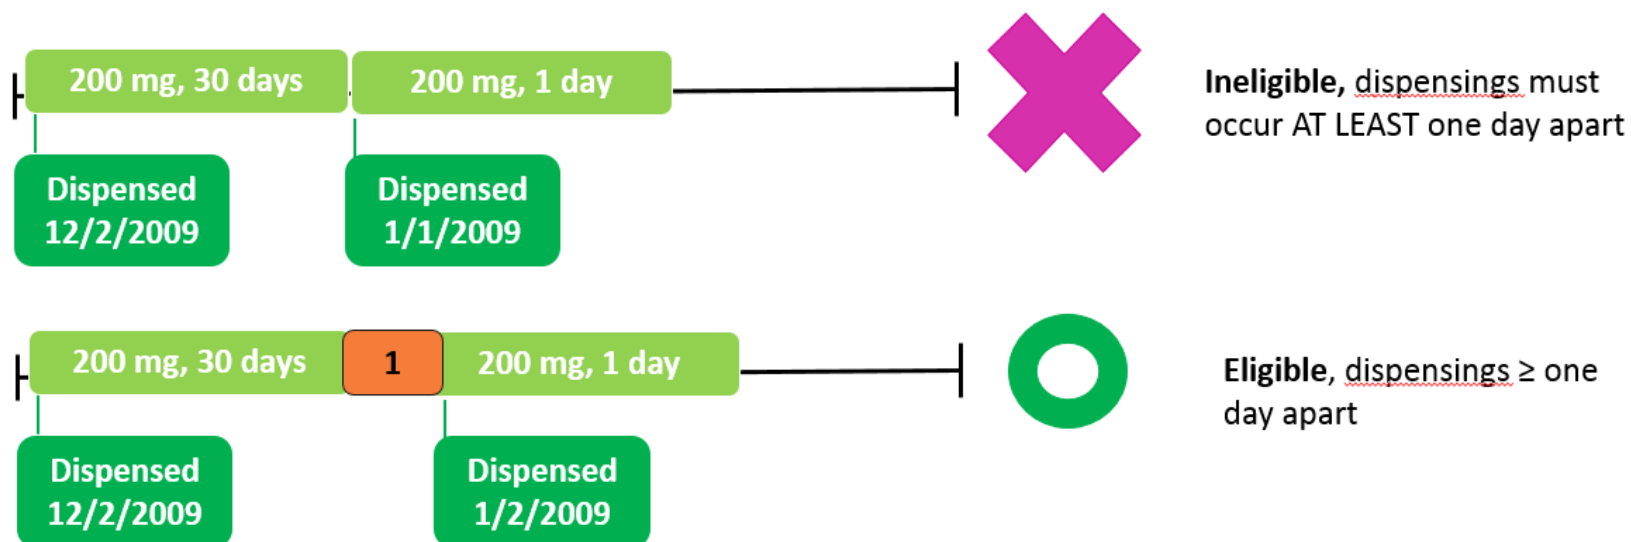 200 mg, 30 days
200 mg, 1 day
Ineligible, dispensings must
occur AT LEAST one day apart
Dispensed
12/2/2009
Dispensed
1/1/2009
200 mg, 30 days
1
200 mg, 1 day
Eligible, dispensings ≥ one
day apart
Dispensed
12/2/2009
Dispensed
1/2/2009